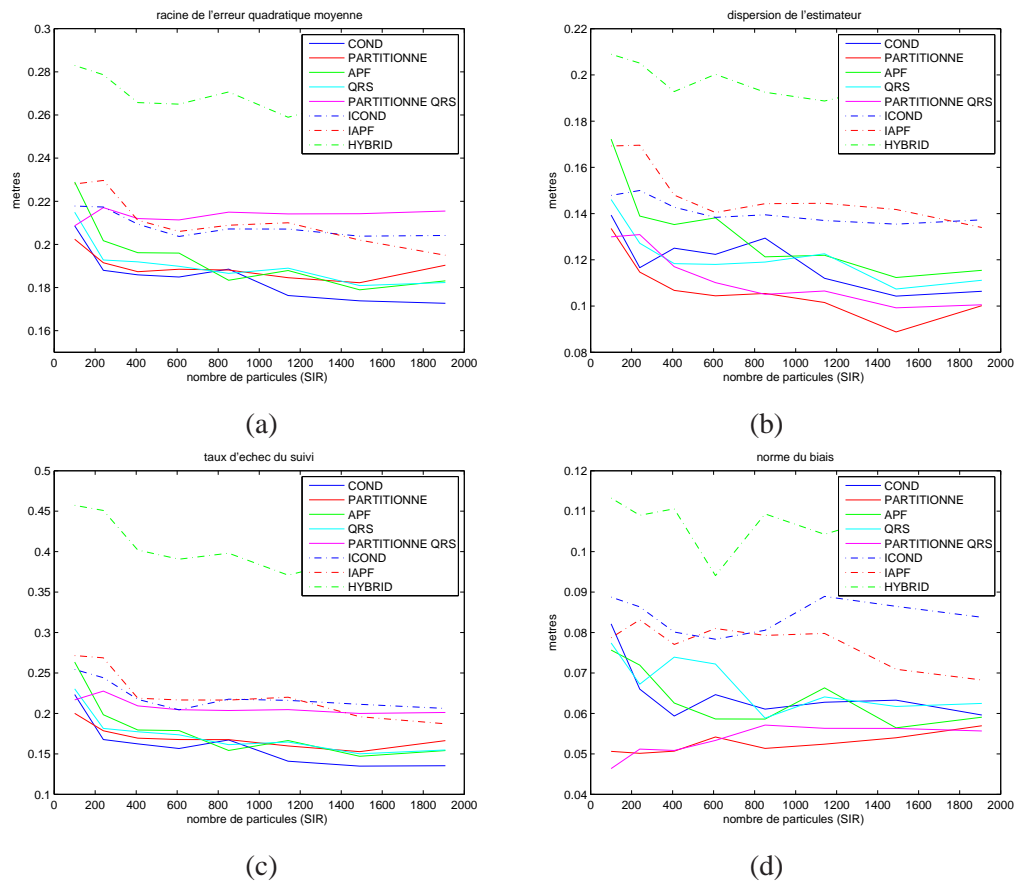 racine de l'erreur quadratique moyenne
0.3
0.28
0.26
0.24
0.22
0.2
0.18
0.16
metres
0 200 400 600 800 1000 1200 1400 1600 1800 2000
nombre de particules (SIR)
COND
PARTITIONNE
APF
QRS
PARTITIONNE QRS
ICOND
IAPF
HYBRID
(a)
dispersion de l'estimateur
0.22
0.2
0.18
0.16
0.14
0.12
0.1
0.08
metres
0 200 400 600 800 1000 1200 1400 1600 1800 2000
nombre de particules (SIR)
COND
PARTITIONNE
APF
QRS
PARTITIONNE QRS
ICOND
IAPF
HYBRID
(b)
taux d'echec du suivi
0.5
0.45
0.4
0.35
0.3
0.25
0.2
0.15
0.1
0 200 400 600 800 1000 1200 1400 1600 1800 2000
nombre de particules (SIR)
COND
PARTITIONNE
APF
QRS
PARTITIONNE QRS
ICOND
IAPF
HYBRID
(c)
norme du biais
0.12
0.11
0.1
0.09
0.08
0.07
0.06
0.05
0.04
metres
0 200 400 600 800 1000 1200 1400 1600 1800 2000
nombre de particules (SIR)
COND
PARTITIONNE
APF
QRS
PARTITIONNE QRS
ICOND
IAPF
HYBRID
(d)